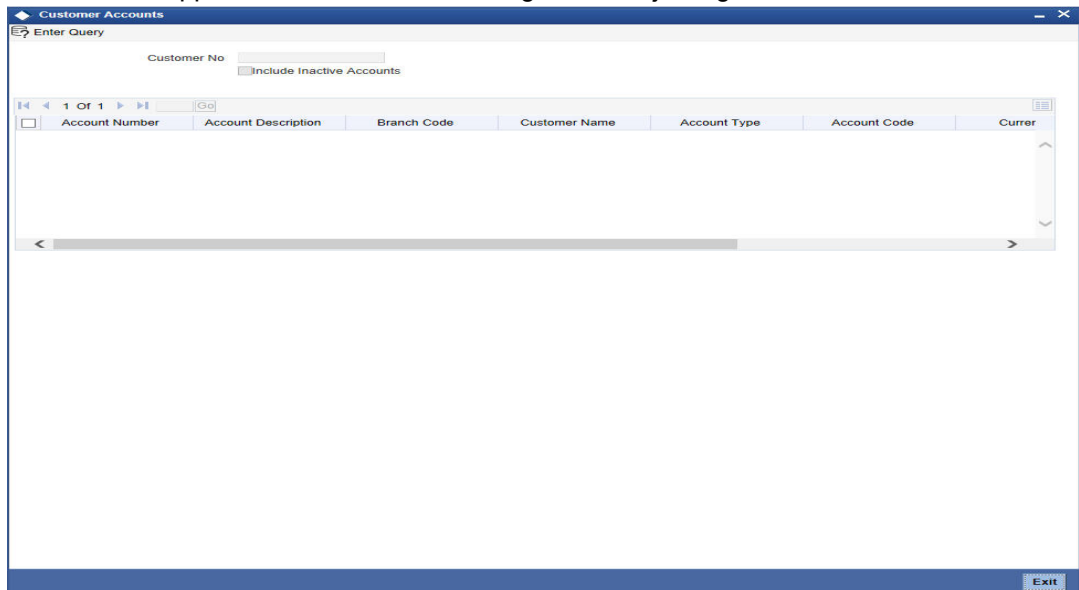 Customer Accounts
Enter Query
Customer No
Include Inactive Accounts
1 Of 1 Go
Account Number Account Description Branch Code Customer Name Account Type Account Code Currer
Exit